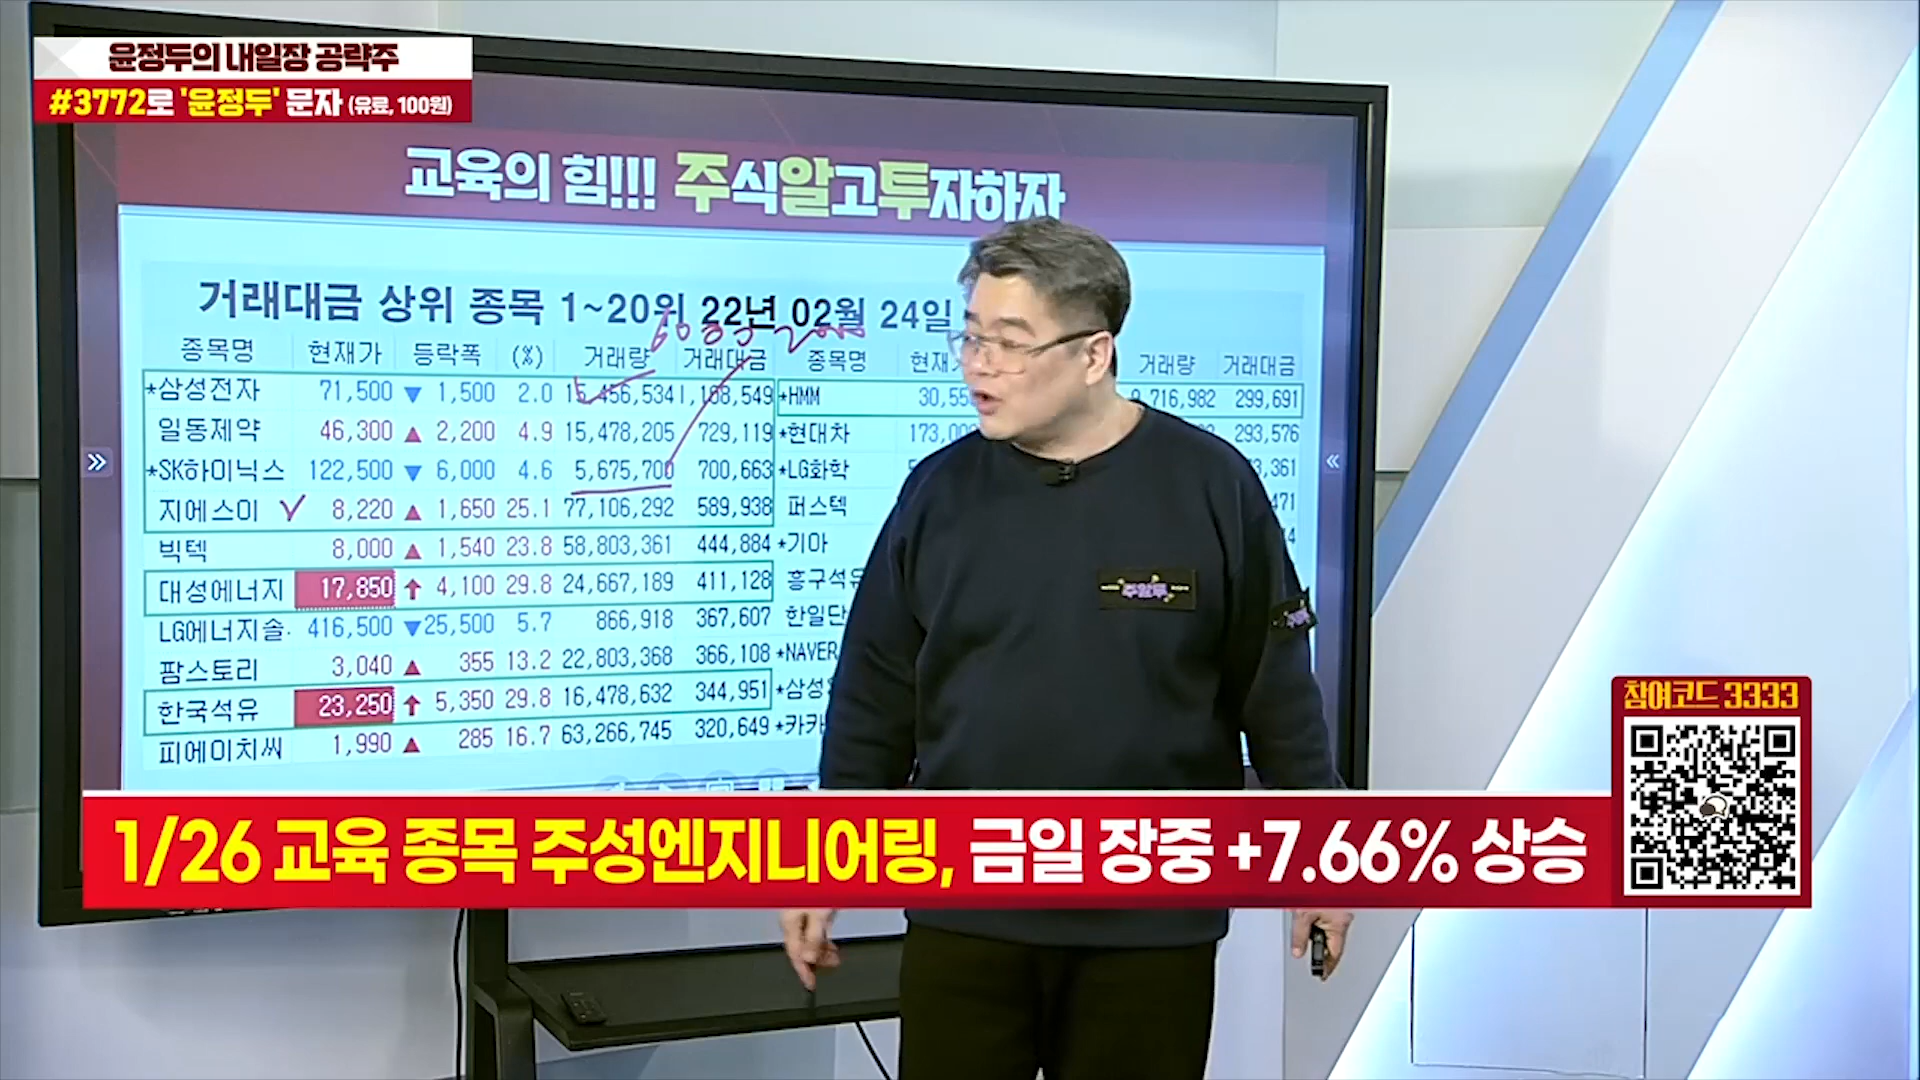 윤정두의 내일장 공략주
#3772로 '윤정두' 문자 (유료, 100원)
교육의 힘!!! 주식알고투자하자
거래대금 상위 종목 1~20위 22년 02월 24일
종목명 현재가 등락폭 (%) 거래량 거래대금 종목명 거래량 거래대금
*삼성전자 71,500 ▼ 1,500 2.0 15,456,534 1,108,549 *HMM 299,691
일동제약 46,300 ▲ 2,200 4.9 15,478,205 729,119 *현대차 293,576
*SK하이닉스 122,500 ▼ 6,000 4.6 5,675,700 700,663 *LG화학
지에스이 8,220 ▲ 1,650 25.1 77,106,292 589,938 퍼스텍
빅텍 8,000 ▲ 1,540 23.8 58,803,361 444,884 *기아
대성에너지 17,850 ↑ 4,100 29.8 24,667,189 411,128 흥구석유
LG에너지솔. 416,500 ▼ 25,500 5.7 866,918 367,607
팜스토리 3,040 ▲ 355 13.2 22,803,368 366,108 *NAVER
한국석유 23,250 ↑ 5,350 29.8 16,478,632 344,951
피에이치씨 1,990 ▲ 285 16.7 63,266,745 320,649
주알투
참여코드 3333
1/26 교육 종목 주성엔지니어링, 금일 장중 +7.66% 상승